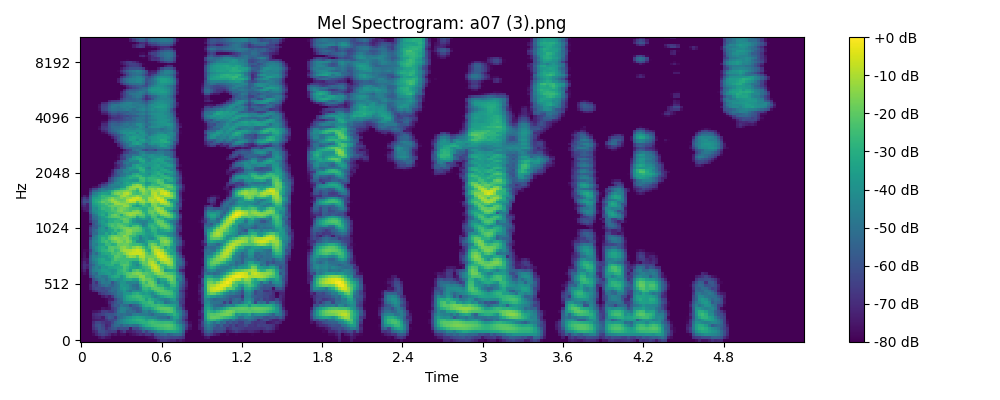 Mel Spectrogram: a07 (3).png
+0 dB
8192
-10 dB
4096
-20 dB
-30 dB
2048
Hz
-40 dB
1024
-50 dB
-60 dB
512
-70 dB
0
-80 dB
0 0.6 1.2 1.8 2.4 3 3.6 4.2 4.8
Time